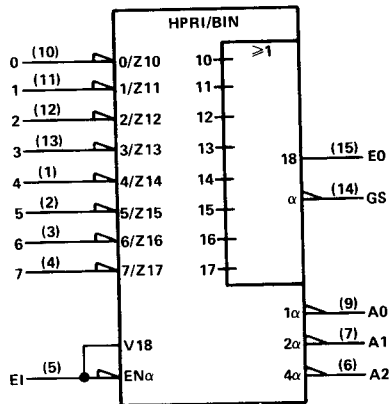 HPRI/BIN
≥1
0 (10) 0/Z10 10
1 (11) 1/Z11 11
2 (12) 2/Z12 12
3 (13) 3/Z13 13
4 (1) 4/Z14 14
5 (2) 5/Z15 15
6 (3) 6/Z16 16
7 (4) 7/Z17 17
18 (15) E0
α (14) GS
1α (9) A0
2α (7) A1
4α (6) A2
V18
EI (5) ENα